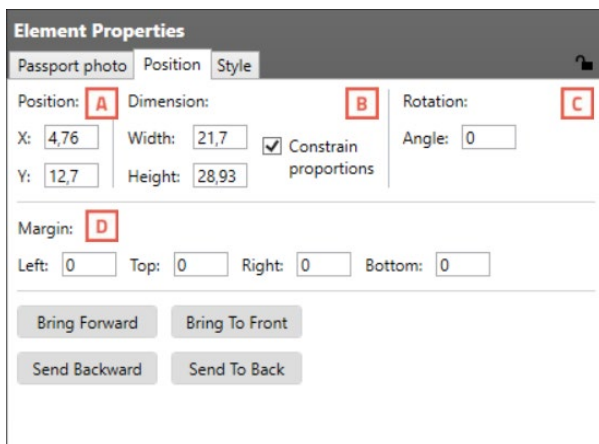 Element Properties
Passport photo Position Style
Position: A Dimension: B Rotation: C
X: 4,76 Width: 21,7 Constrain proportions Angle: 0
Y: 12,7 Height: 28,93
Margin: D
Left: 0 Top: 0 Right: 0 Bottom: 0
Bring Forward Bring To Front
Send Backward Send To Back